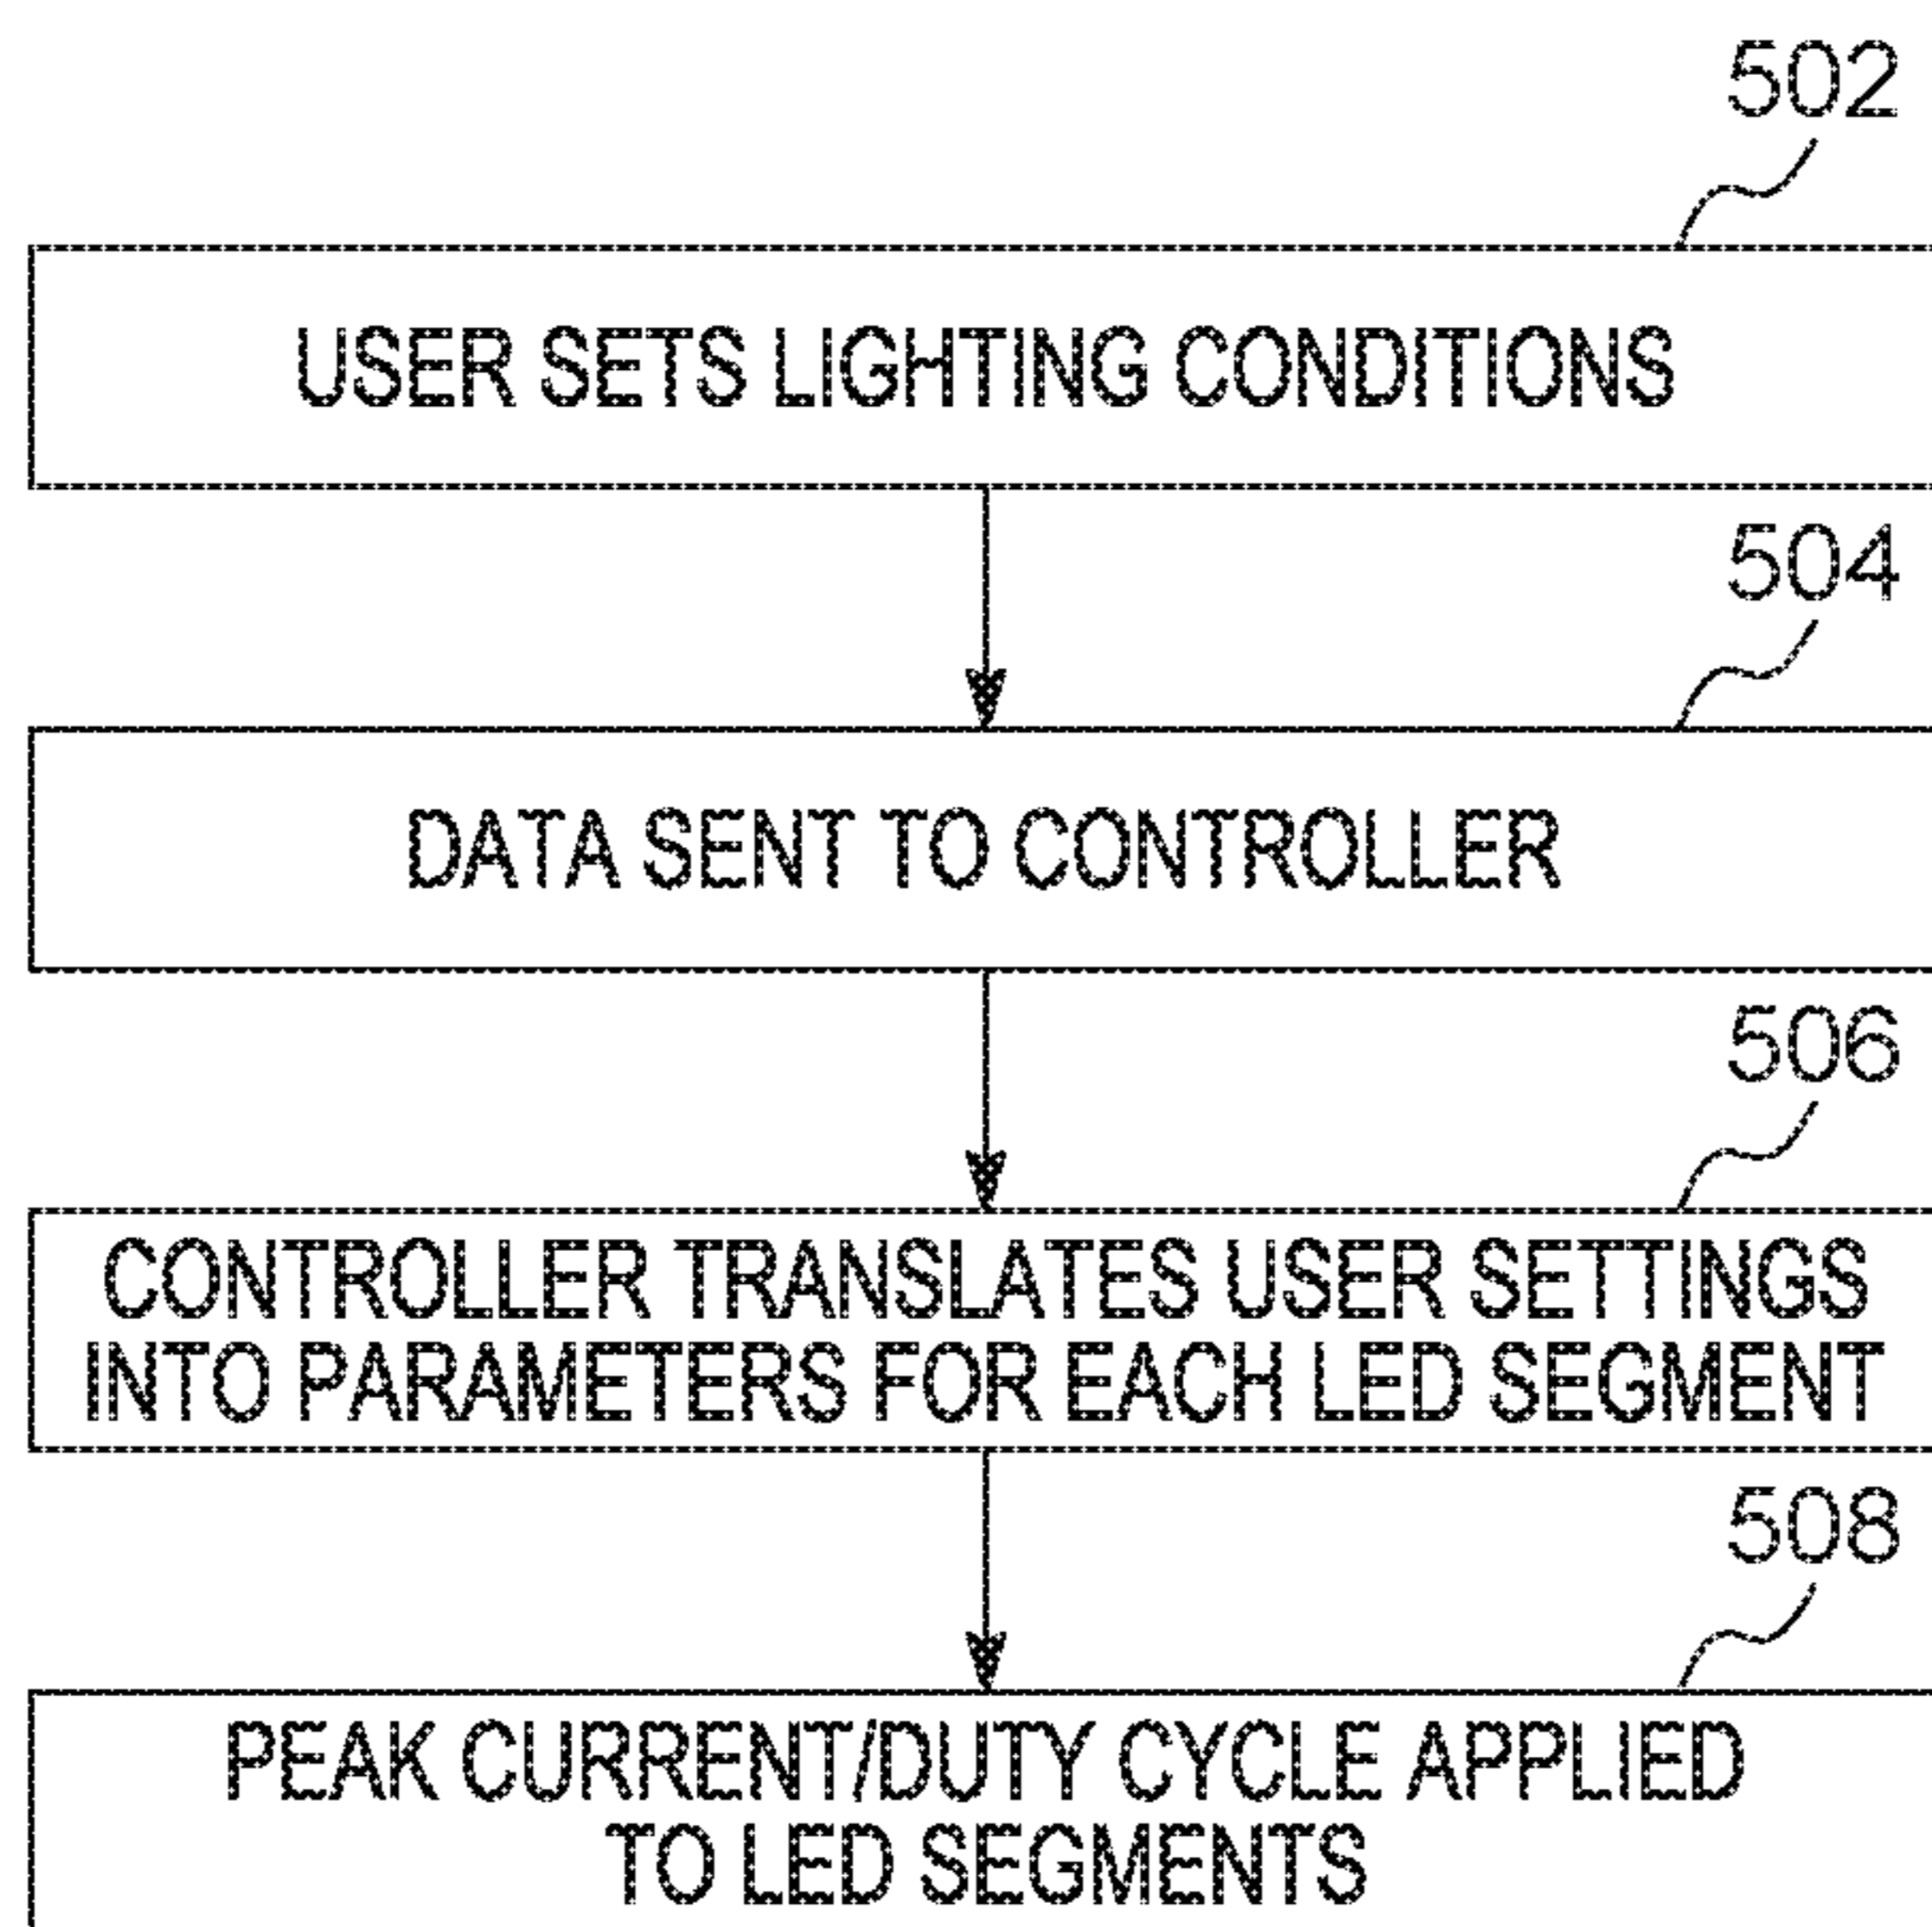 502
USER SETS LIGHTING CONDITIONS
504
DATA SENT TO CONTROLLER
506
CONTROLLER TRANSLATES USER SETTINGS
INTO PARAMETERS FOR EACH LED SEGMENT
508
PEAK CURRENT/DUTY CYCLE APPLIED
TO LED SEGMENTS